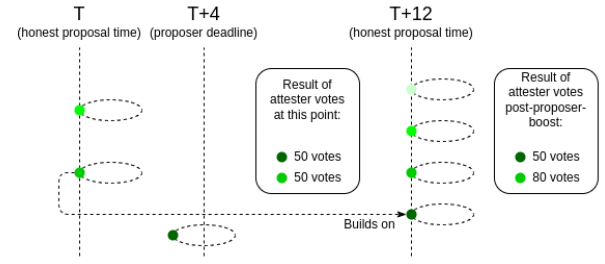 T
(honest proposal time)
T+4
(proposer deadline)
T+12
(honest proposal time)
Result of
attester votes
at this point:
50 votes
50 votes
Result of
attester votes
post-proposer-
boost:
50 votes
80 votes
Builds on